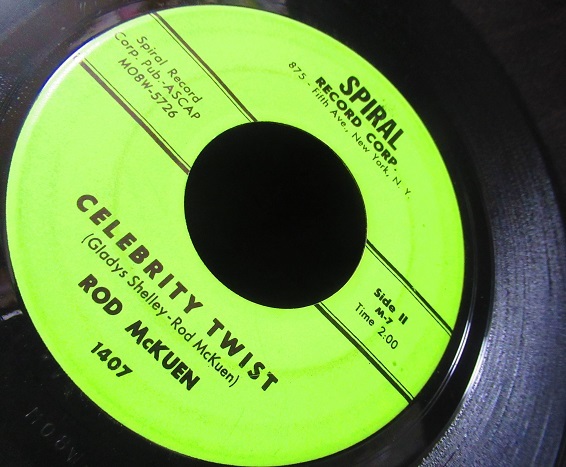 SPIRAL
RECORD CORP.
875 - Fifth Ave., New York, N. Y.
Spiral Record
Corp. Pub.-ASCAP
MO8W-5726
Side II
M-7
Time 2:00
CELEBRITY TWIST
(Gladys Shelley-Rod McKuen)
ROD McKUEN
1407